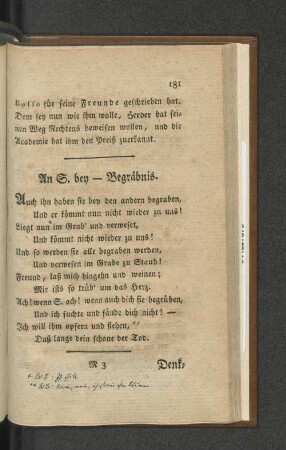 181
Rolle für seine Freunde geschrieben hat.
Dem sey nun wie ihm wolle, Herder hat sei-
nen Weg Rechtens beweisen wollen, und die
Academie hat ihm den Preiß zuerkannt.
An S. bey — Begräbnis.
Auch ihn haben sie bey den andern begraben,
Und er kömmt nun nicht wieder zu uns!
Liegt nun im Grab' und verweset,
Und kömmt nicht wieder zu uns!
Und so werden sie alle begraben werden,
Und verwesen im Grabe zu Staub!
Freund, laß mich hingehn und weinen;
Mir ists so trüb' um das Herz.
Ach! wenn S. ach! wenn auch dich sie begrüben,
Und ich suchte und fände dich nicht! —
Ich will ihm opfern und flehen,**
Daß lange dein schone der Tod.
M 3
Denk-